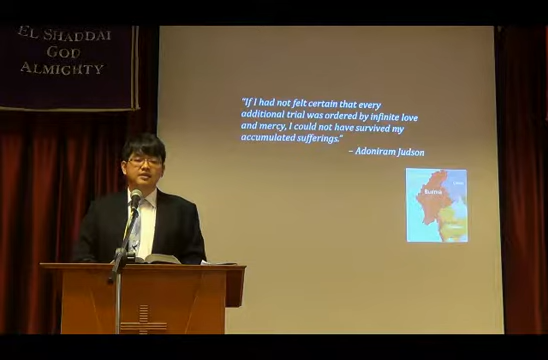 EL SHADDAI
GOD
ALMIGHTY
"If I had not felt certain that every
additional trial was ordered by infinite love
and mercy, I could not have survived my
accumulated sufferings."
– Adoniram Judson
Burma